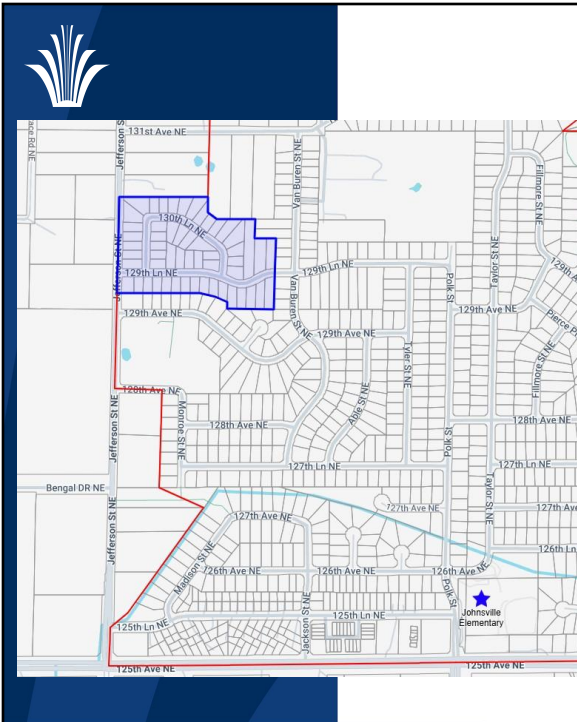 131st Ave NE
Jefferson S
Van Buren St NE
Fillmore St NE
Taylor St NE
130th Ln NE
Jefferson St NE
129th Ln NE
129th Ln NE
Van Buren St NE
Polk St
129th A
129th Ave NE
129th Ave NE
Pierce P
129th Ave NE
Tyler St NE
Fillmore St NE
128th Ave NE
Able St NE
Jefferson St NE
Monroe St NE
128th Ave NE
128th Ave NE
Polk St
127th Ln NE
127th Ln NE
Bengal DR NE
Taylor St NE
127th Ave NE
127th Av
127th Ave NE
Jefferson St NE
126th Ln
Madison St NE
126th Ave NE
126th Ave NE
126th Ave NE
Polk St
Johnsville
Elementary
125th Ln NE
125th Ln NE
Jackson St NE
125th Ave NE
125th Ave NE